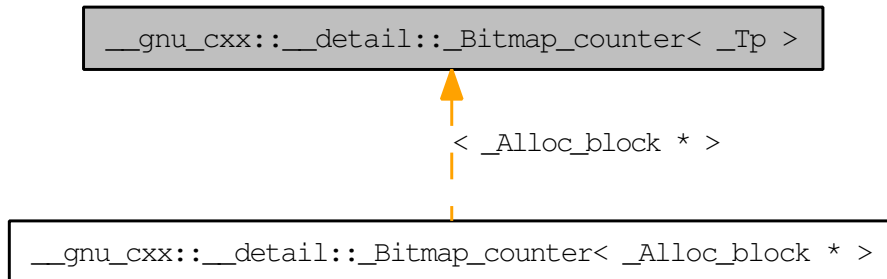 __gnu_cxx::__detail::_Bitmap_counter< _Tp >
< _Alloc_block * >
__gnu_cxx::__detail::_Bitmap_counter< _Alloc_block * >